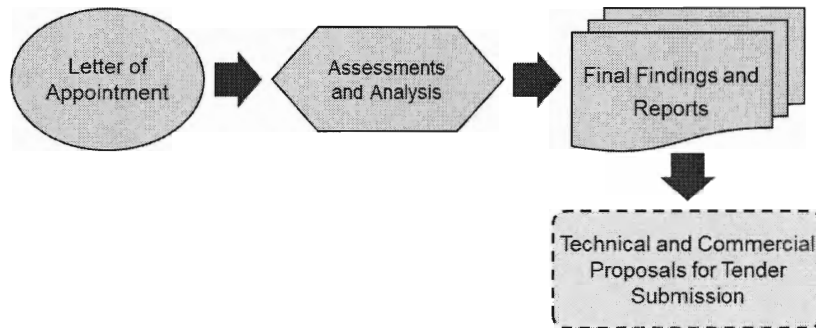 Letter of
Appointment
Assessments
and Analysis
Final Findings and
Reports
Technical and Commercial
Proposals for Tender
Submission